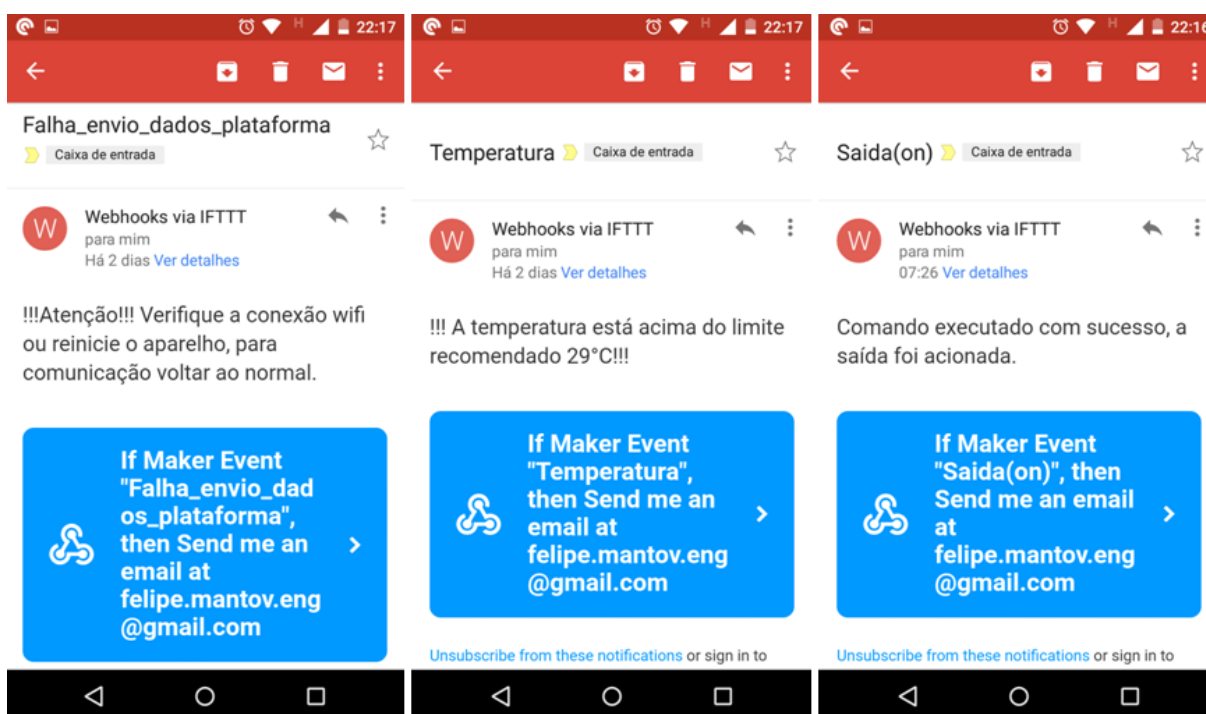 22:17
Falha_envio_dados_plataforma
Caixa de entrada
W
Webhooks via IFTTT
para mim
Há 2 dias Ver detalhes
!!!Atenção!!! Verifique a conexão wifi
ou reinicie o aparelho, para
comunicação voltar ao normal.
If Maker Event
"Falha_envio_dad
os_plataforma",
then Send me an
email at
felipe.mantov.eng
@gmail.com
H 22:17
Temperatura Caixa de entrada
W
Webhooks via IFTTT
para mim
Há 2 dias Ver detalhes
!!! A temperatura está acima do limite
recomendado 29°C!!!
If Maker Event
"Temperatura",
then Send me an
email at
felipe.mantov.eng
@gmail.com
Unsubscribe from these notifications or sign in to
H 22:16
Saida(on) Caixa de entrada
W
Webhooks via IFTTT
para mim
07:26 Ver detalhes
Comando executado com sucesso, a
saída foi acionada.
If Maker Event
"Saida(on)", then
Send me an email
at
felipe.mantov.eng
@gmail.com
Unsubscribe from these notifications or sign in to